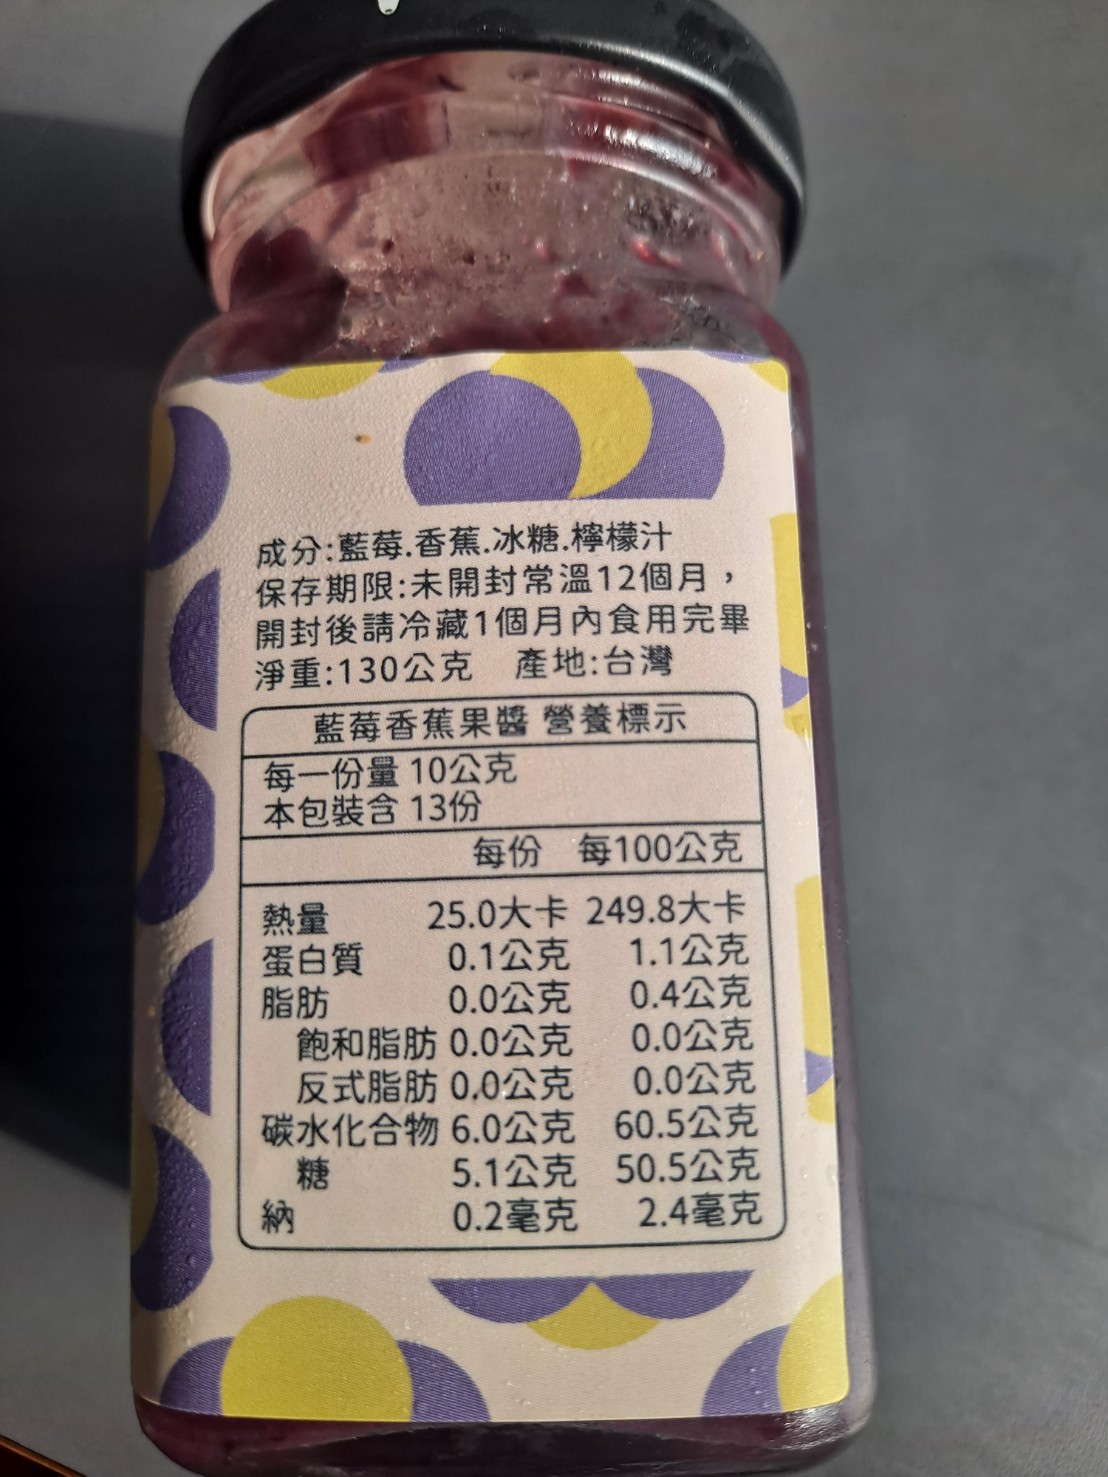 成分:藍莓.香蕉.冰糖.檸檬汁
保存期限:未開封常溫12個月，
開封後請冷藏1個月內食用完畢
淨重:130公克 產地:台灣
藍莓香蕉果醬 營養標示
每一份量 10公克
本包裝含 13份
每份 每100公克
熱量 25.0大卡 249.8大卡
蛋白質 0.1公克 1.1公克
脂肪 0.0公克 0.4公克
飽和脂肪 0.0公克 0.0公克
反式脂肪 0.0公克 0.0公克
碳水化合物 6.0公克 60.5公克
糖 5.1公克 50.5公克
納 0.2毫克 2.4毫克